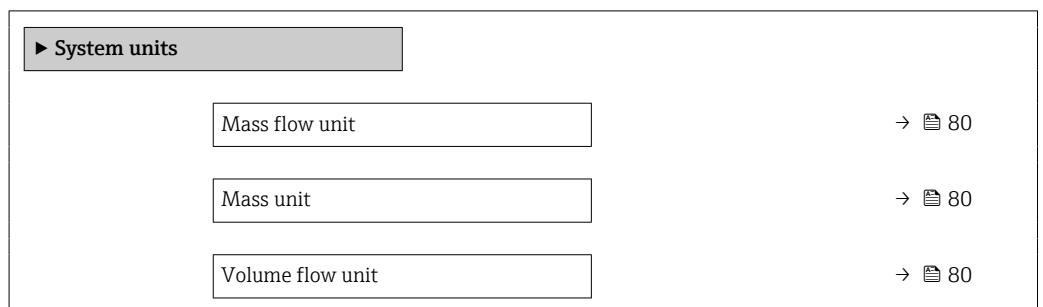 ▶ System units
Mass flow unit → 80
Mass unit → 80
Volume flow unit → 80